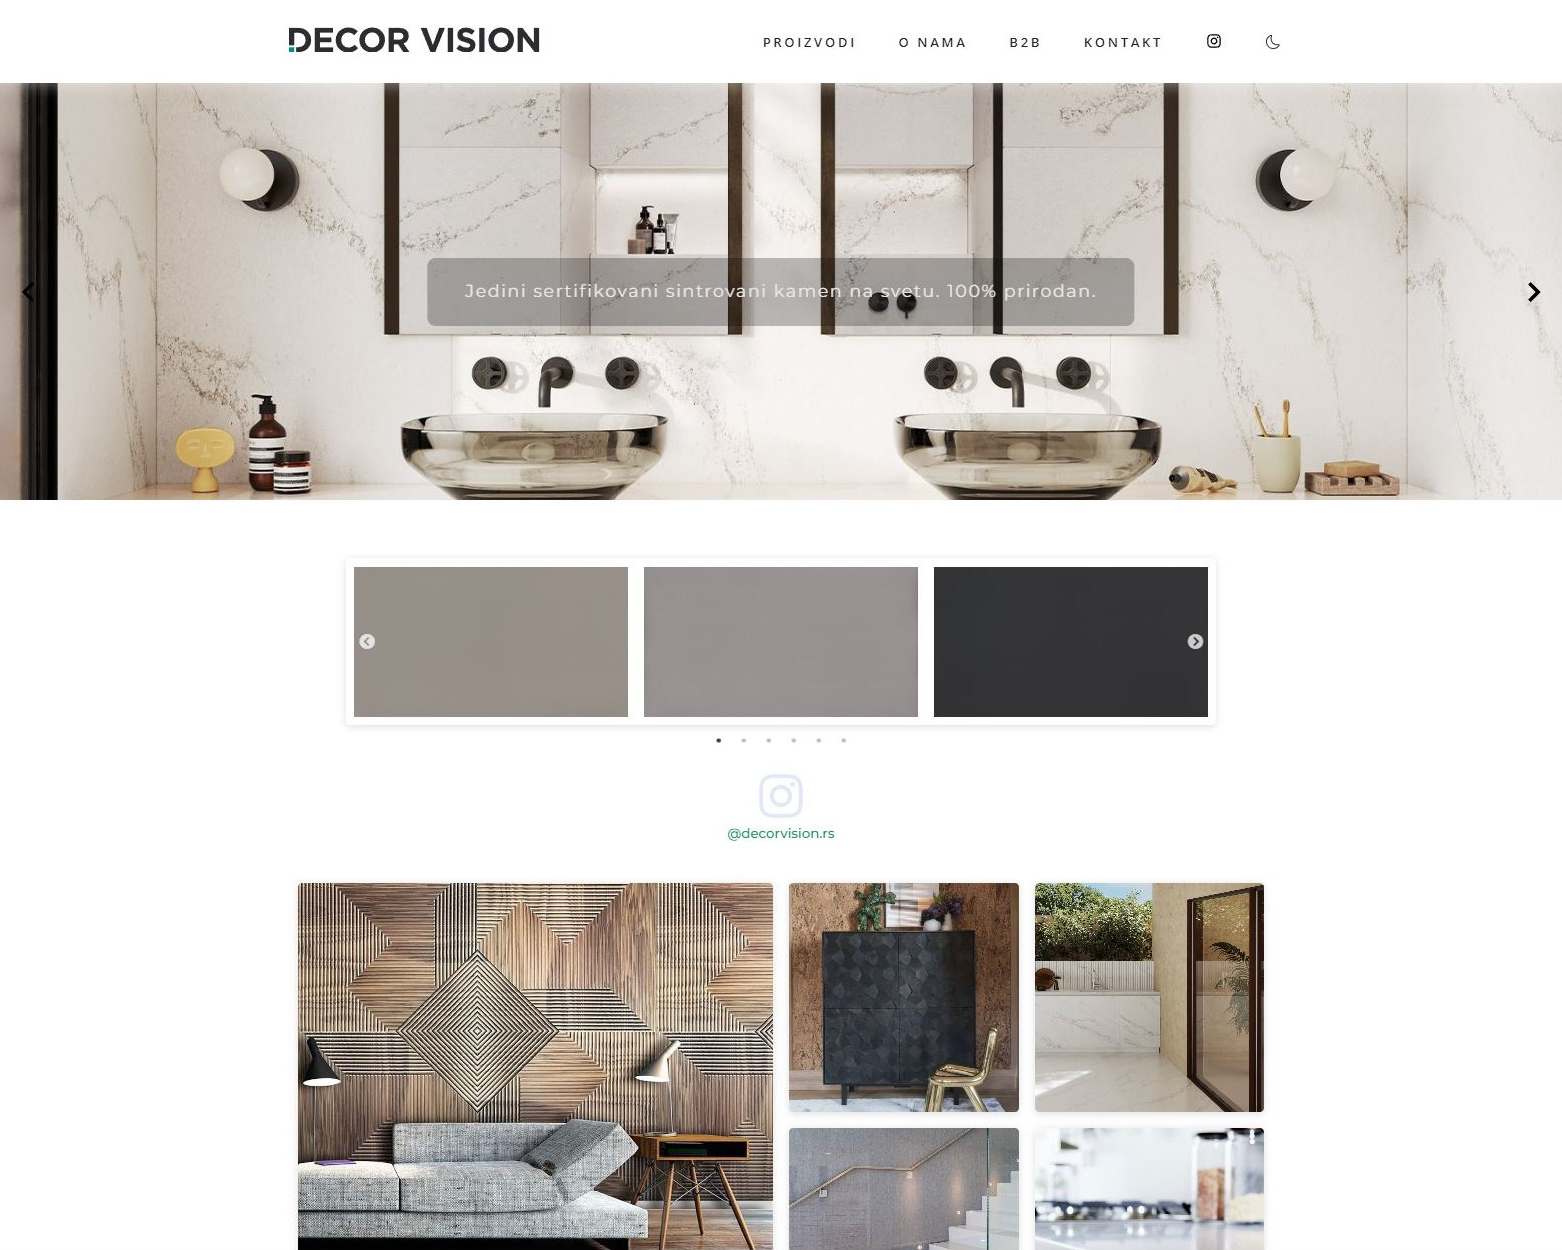 DECOR VISION
PROIZVODI O NAMA B2B KONTAKT
Jedini sertifikovani sintrovani kamen na svetu. 100% prirodan.
@decorvision.rs